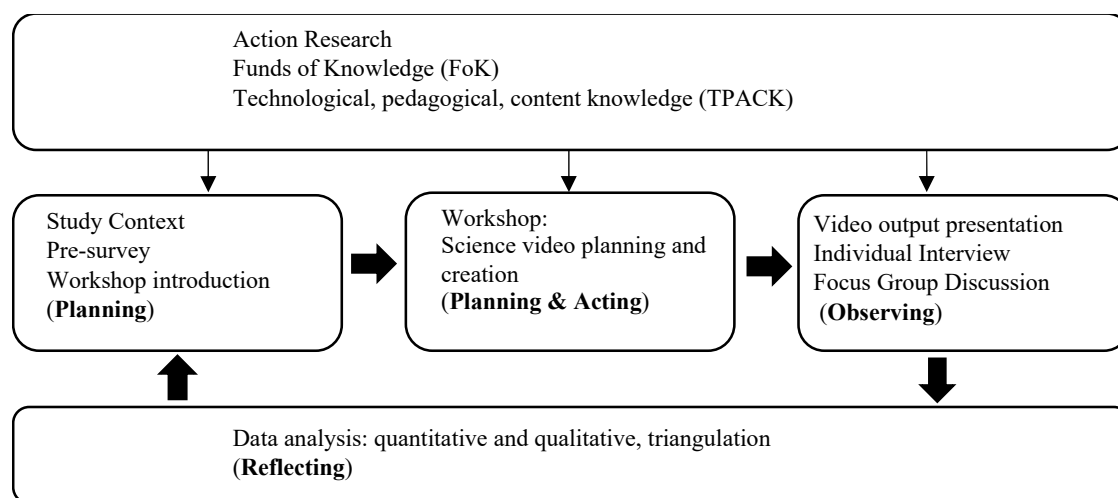 Action Research
Funds of Knowledge (FoK)
Technological, pedagogical, content knowledge (TPACK)
Study Context
Pre-survey
Workshop introduction
(Planning)
Workshop:
Science video planning and
creation
(Planning & Acting)
Video output presentation
Individual Interview
Focus Group Discussion
(Observing)
Data analysis: quantitative and qualitative, triangulation
(Reflecting)